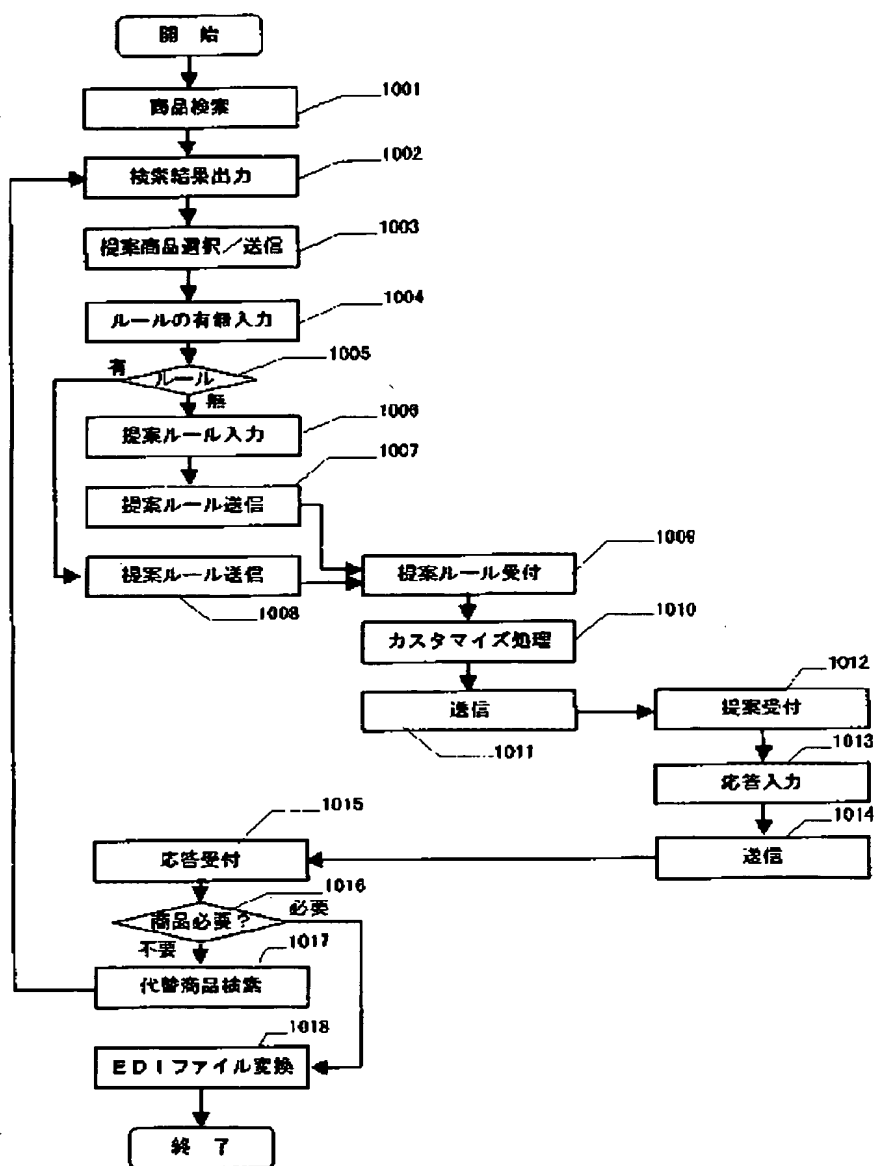 開 始
1001
商品検索
1002
検索結果出力
1003
提案商品選択／送信
1004
ルールの有無入力
1005
有
ルール
無
1006
提案ルール入力
1007
提案ルール送信
1009
提案ルール送信
提案ルール受付
1008
1010
カスタマイズ処理
1012
送信
提案受付
1011
1013
応答入力
1015
1014
応答受付
送信
1016
商品必要？
必要
不要
1017
代替商品検索
1018
ＥＤＩファイル変換
終 了